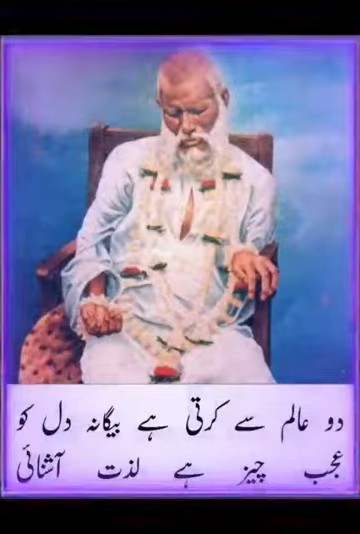 دو عالم سے کرتی ہے بیگانہ دل کو
عجب چیز ہے لذت آشنائی